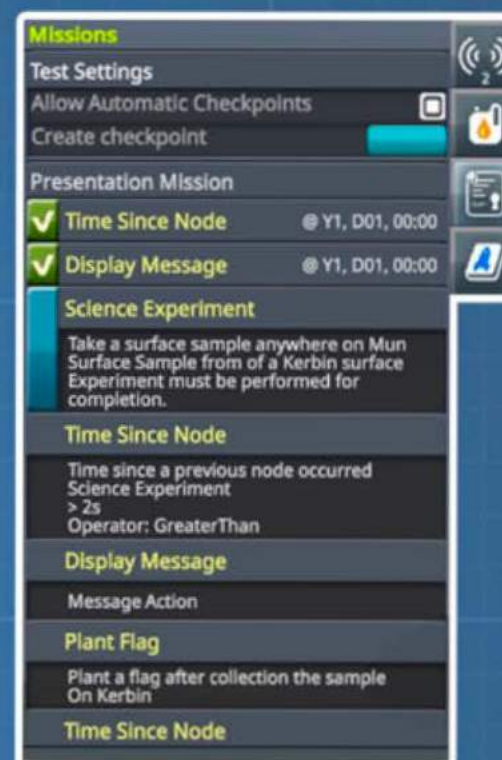 Missions
Test Settings
Allow Automatic Checkpoints
Create checkpoint
Presentation Mission
Time Since Node @ Y1, D01, 00:00
Display Message @ Y1, D01, 00:00
Science Experiment
Take a surface sample anywhere on Mun
Surface Sample from of a Kerbin surface
Experiment must be performed for
completion.
Time Since Node
Time since a previous node occurred
Science Experiment
> 2s
Operator: GreaterThan
Display Message
Message Action
Plant Flag
Plant a flag after collection the sample
On Kerbin
Time Since Node
2